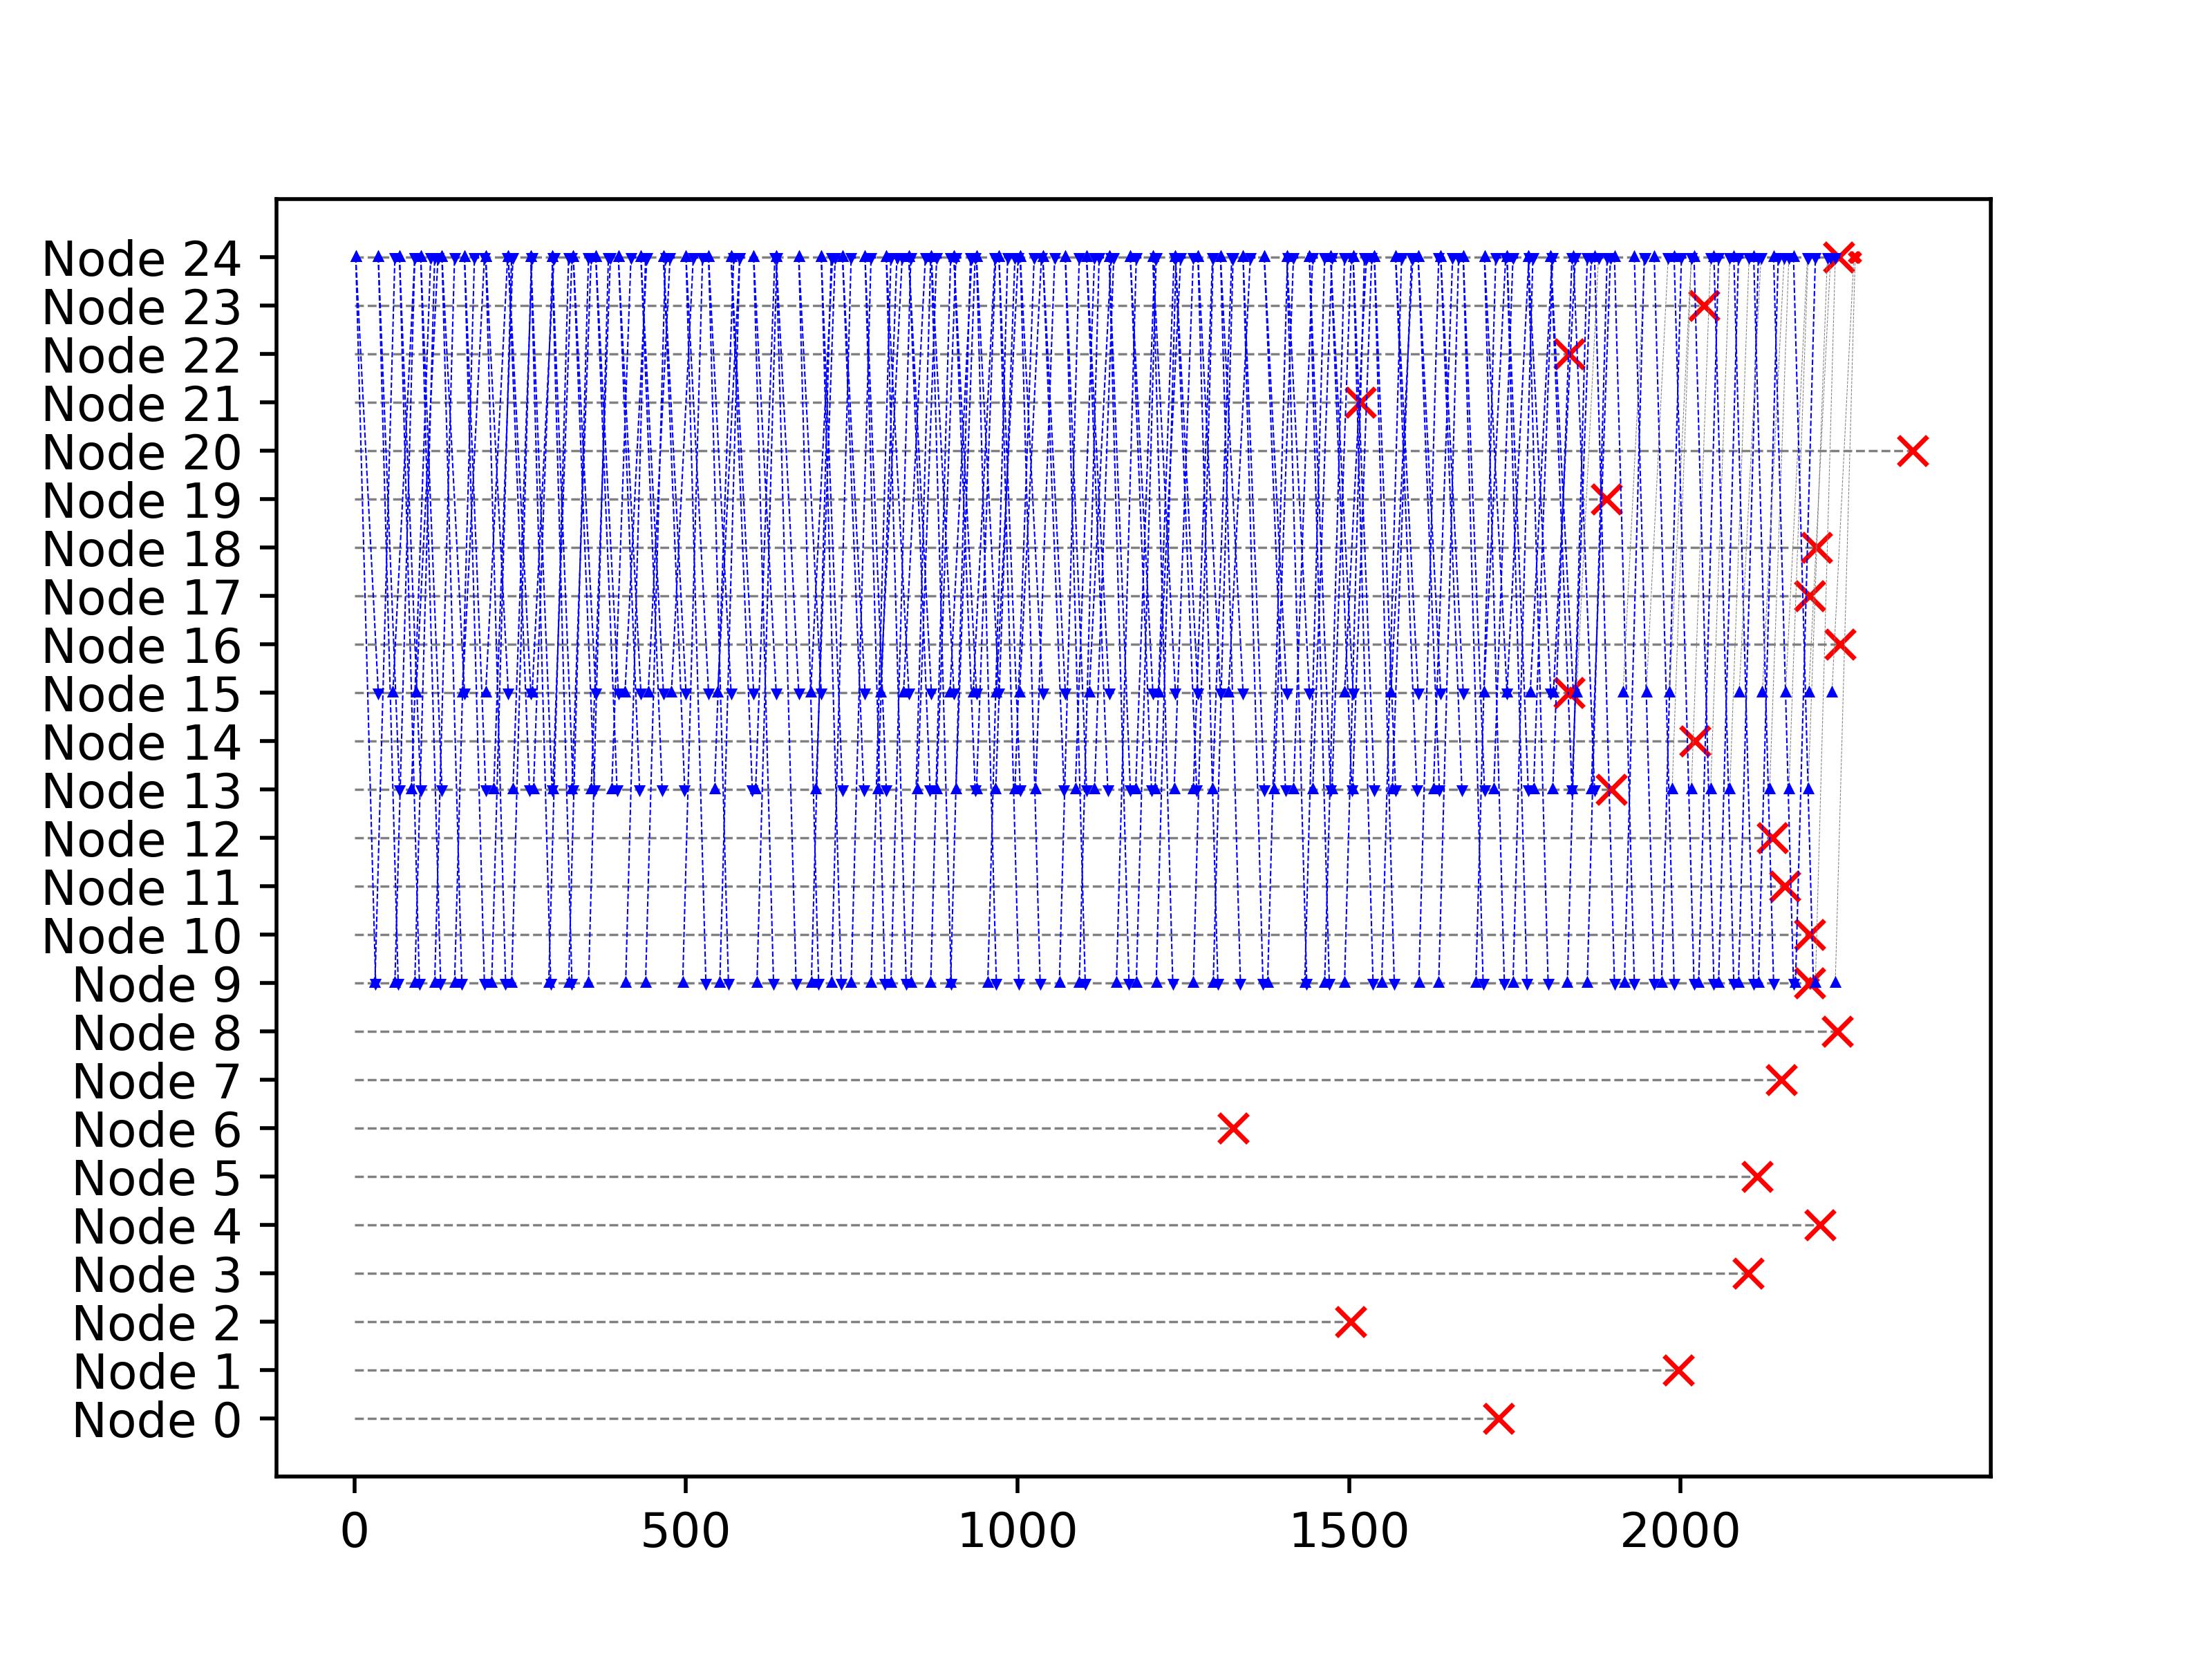 Node 24
Node 23
Node 22
Node 21
Node 20
Node 19
Node 18
Node 17
Node 16
Node 15
Node 14
Node 13
Node 12
Node 11
Node 10
Node 9
Node 8
Node 7
Node 6
Node 5
Node 4
Node 3
Node 2
Node 1
Node 0
0 500 1000 1500 2000